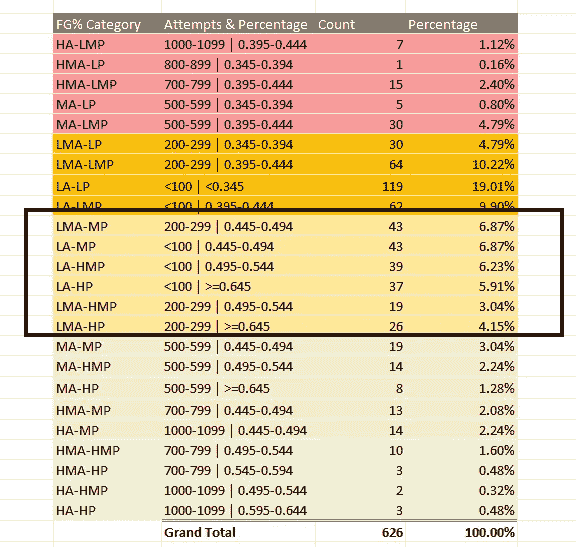 FG% Category Attempts & Percentage Count Percentage
HA-LMP 1000-1099 | 0.395-0.444 7 1.12%
HMA-LP 800-899 | 0.345-0.394 1 0.16%
HMA-LMP 700-799 | 0.395-0.444 15 2.40%
MA-LP 500-599 | 0.345-0.394 5 0.80%
MA-LMP 500-599 | 0.395-0.444 30 4.79%
LMA-LP 200-299 | 0.345-0.394 30 4.79%
LMA-LMP 200-299 | 0.395-0.444 64 10.22%
LA-LP <100 | <0.345 119 19.01%
LA-LMP <100 | 0.395-0.444 62 9.90%
LMA-MP 200-299 | 0.445-0.494 43 6.87%
LA-MP <100 | 0.445-0.494 43 6.87%
LA-HMP <100 | 0.495-0.544 39 6.23%
LA-HP <100 | >=0.645 37 5.91%
LMA-HMP 200-299 | 0.495-0.544 19 3.04%
LMA-HP 200-299 | >=0.645 26 4.15%
MA-MP 500-599 | 0.445-0.494 19 3.04%
MA-HMP 500-599 | 0.495-0.544 14 2.24%
MA-HP 500-599 | >=0.645 8 1.28%
HMA-MP 700-799 | 0.445-0.494 13 2.08%
HA-MP 1000-1099 | 0.445-0.494 14 2.24%
HMA-HMP 700-799 | 0.495-0.544 10 1.60%
HMA-HP 700-799 | 0.545-0.594 3 0.48%
HA-HMP 1000-1099 | 0.495-0.544 2 0.32%
HA-HP 1000-1099 | 0.595-0.644 3 0.48%
Grand Total 626 100.00%